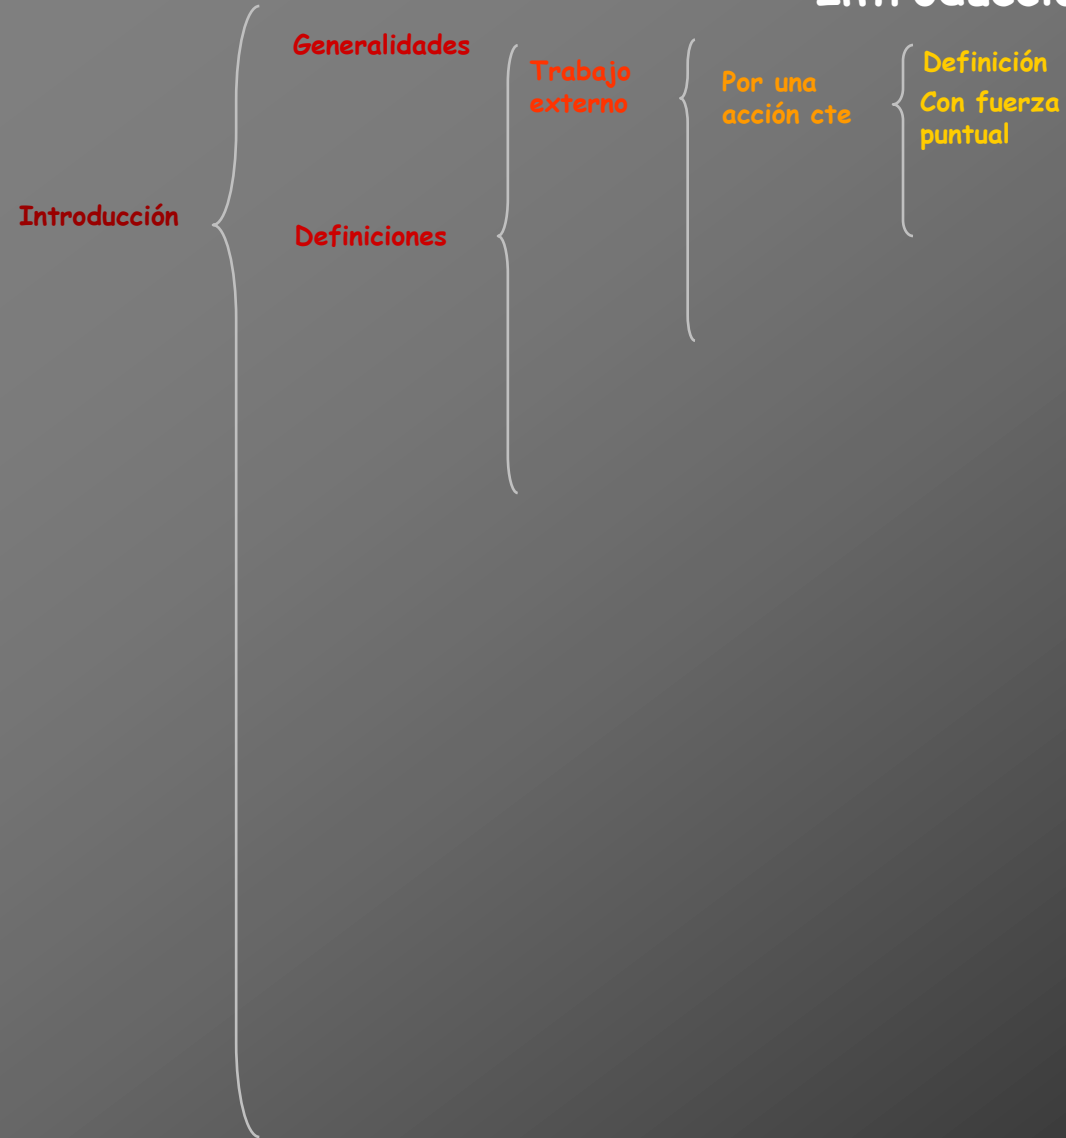 Generalidades
Definición
Trabajo
externo
Por una
acción cte
Con fuerza
puntual
Introducción
Definiciones